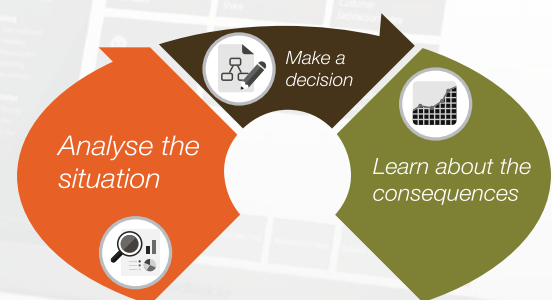 Analyse the
situation
Make a
decision
Learn about the
consequences